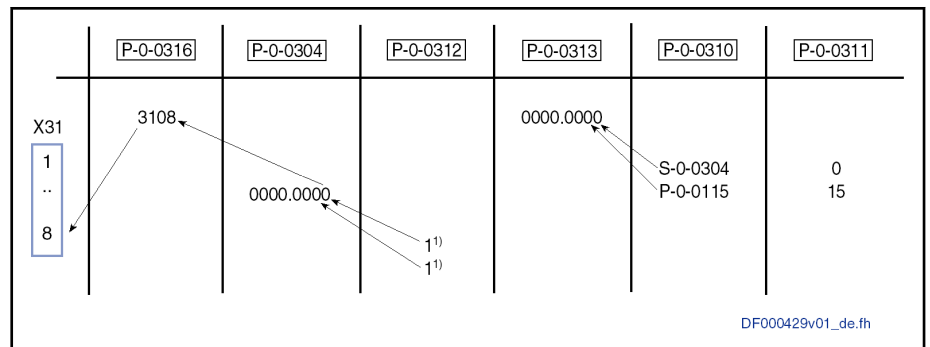 P-0-0316 P-0-0304 P-0-0312 P-0-0313 P-0-0310 P-0-0311
3108 0000.0000
X31
1 S-0-0304 0
.. 0000.0000 P-0-0115 15
8 1¹⁾
1¹⁾
DF000429v01_de.fh